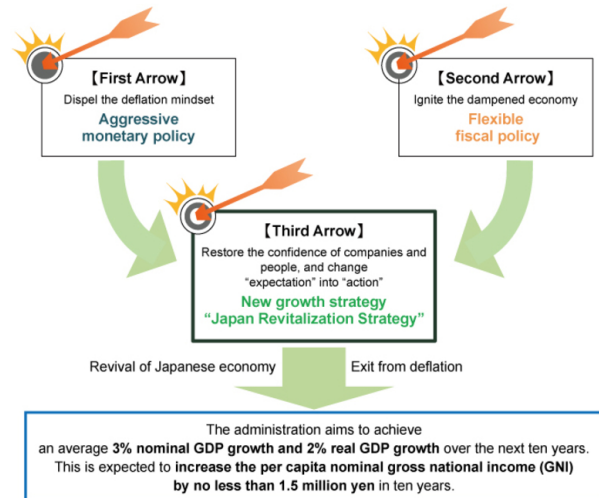 【First Arrow】
Dispel the deflation mindset
Aggressive
monetary policy
【Second Arrow】
Ignite the dampened economy
Flexible
fiscal policy
【Third Arrow】
Restore the confidence of companies and
people, and change
“expectation” into “action”
New growth strategy
“Japan Revitalization Strategy”
Revival of Japanese economy
Exit from deflation
The administration aims to achieve
an average 3% nominal GDP growth and 2% real GDP growth over the next ten years.
This is expected to increase the per capita nominal gross national income (GNI)
by no less than 1.5 million yen in ten years.